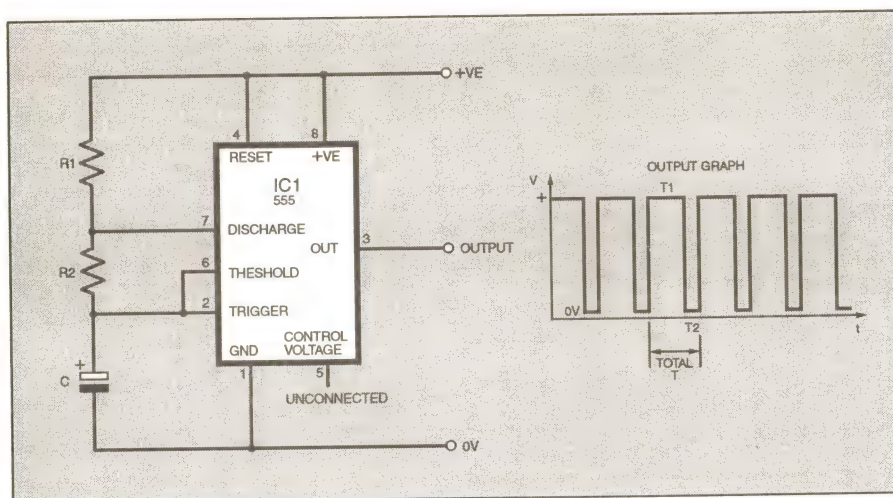 +VE
4
8
RESET
+VE
R1
IC1
555
7
DISCHARGE
OUT
3
OUTPUT
R2
6
THESHOLD
2
TRIGGER
CONTROL
GND
VOLTAGE
+
C
1
5
UNCONNECTED
0V
OUTPUT GRAPH
V
T1
+
0V
T2
t
TOTAL
T